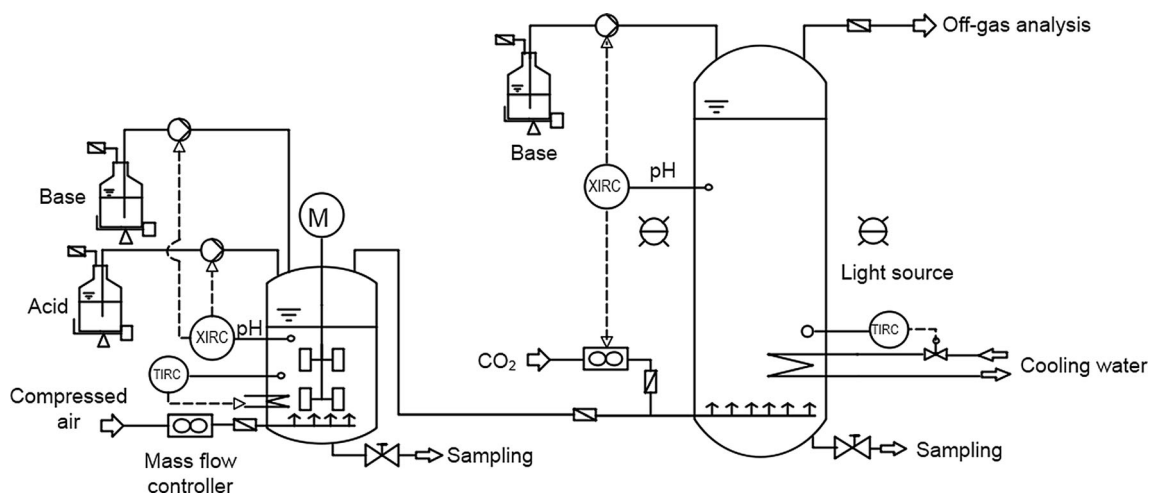 Off-gas analysis
Base
XIRC
pH
Base
M
Light source
Acid
XIRC
pH
TIRC
CO2
Cooling water
TIRC
Compressed
air
Mass flow
controller
Sampling
Sampling